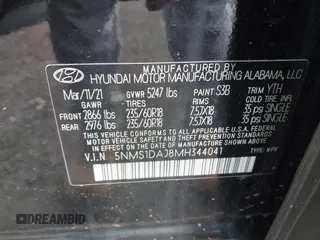 MANUFACTURED BY
HYUNDAI MOTOR MANUFACTURING ALABAMA, LLC
Mar/11/21 GVWR 5247 lbs PAINT S3B TRIM YTH
GAWR TIRES RIMS COLD TIRE PRESSURE
FRONT 2866 lbs 235/60R18 7.5JX18 35 psi SINGLE
REAR 2976 lbs 235/60R18 7.5JX18 35 psi SINGLE
THIS VEHICLE CONFORMS TO ALL APPLICABLE
FEDERAL MOTOR VEHICLE SAFETY, BUMPER,
AND THEFT PREVENTION STANDARDS IN EFFECT
ON THE DATE OF MANUFACTURE SHOWN ABOVE.
V.I.N 5NMS1DAJ8MH344041 TYPE: MPV
DREAMBID